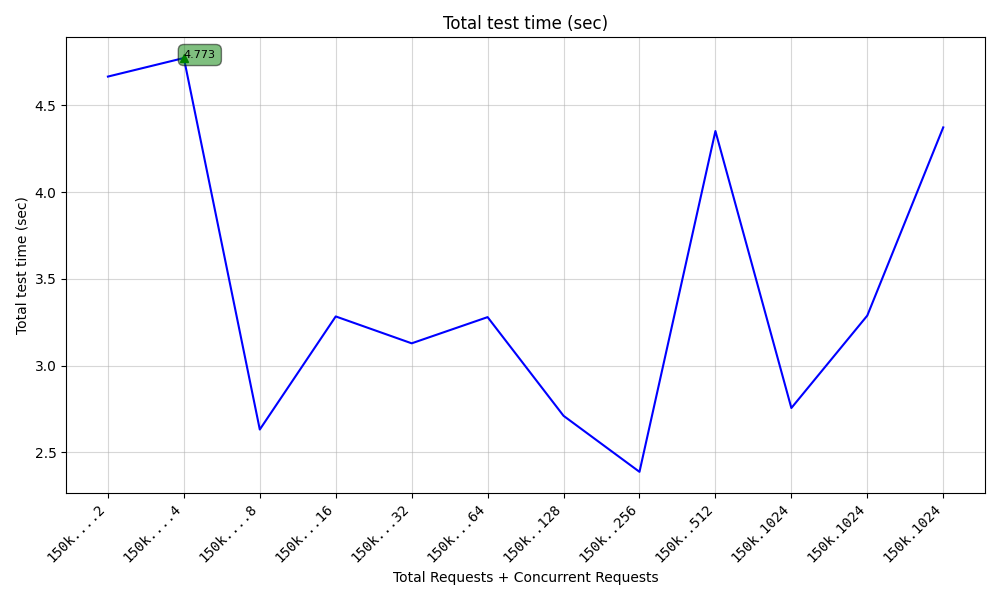 Total test time (sec)
4.773
Total test time (sec)
4.5
4.0
3.5
3.0
2.5
150k....2
150k....4
150k....8
150k...16
150k...32
150k...64
150k..128
150k..256
150k..512
150k.1024
150k.1024
150k.1024
Total Requests + Concurrent Requests